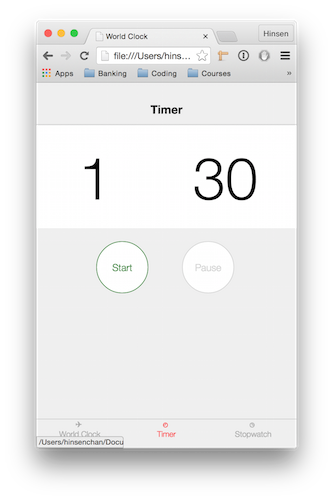 World Clock
Hinsen
file:///Users/hins...
Apps Banking Coding Courses »
Timer
1 30
Start Pause
World Clock Timer Stopwatch
/Users/hinsenchan/Docu